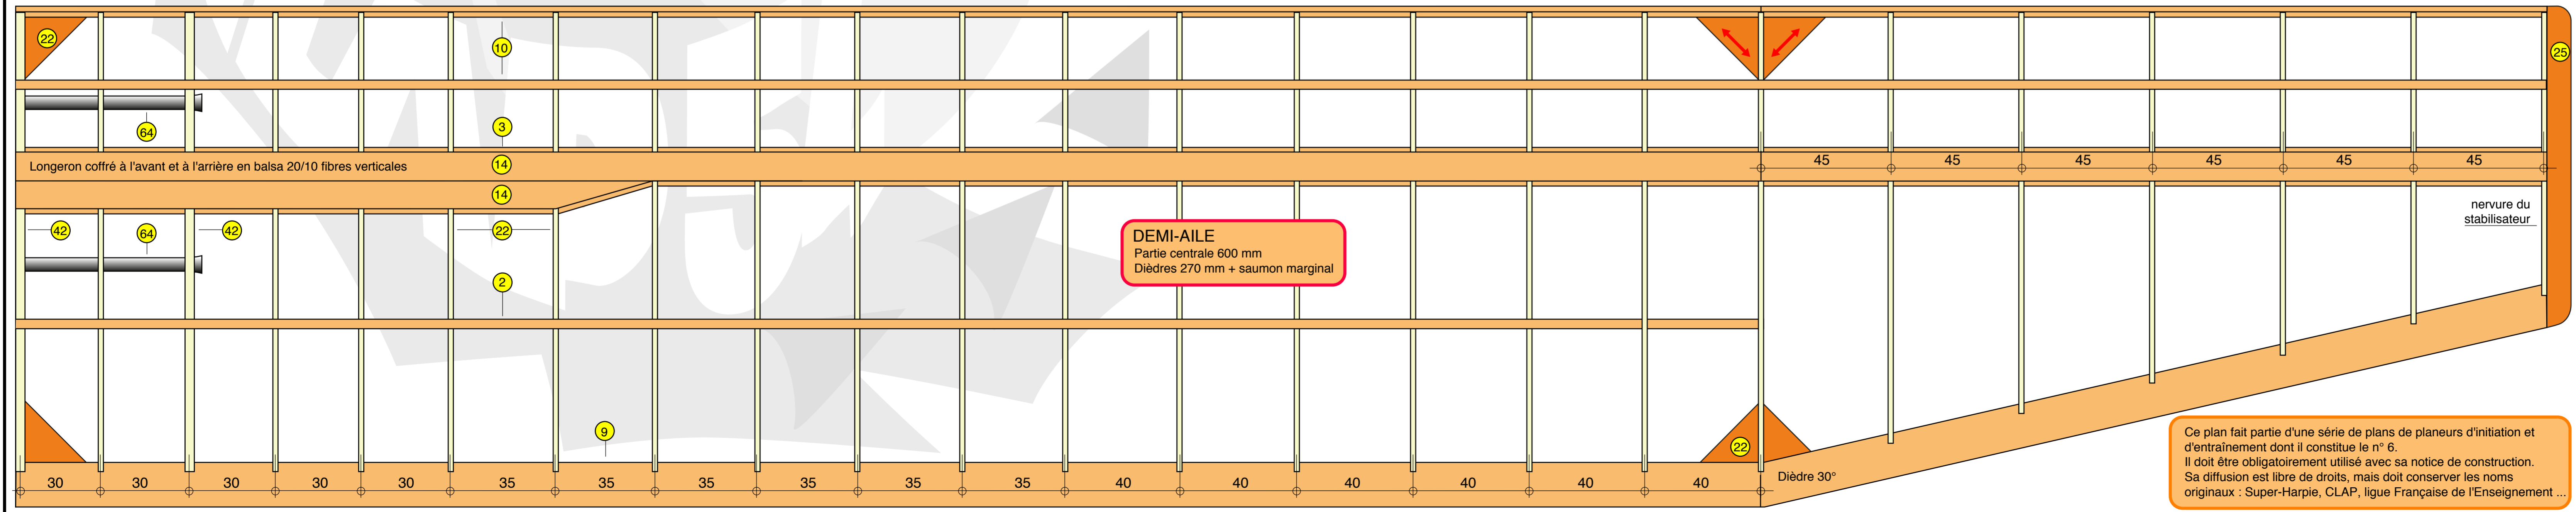 22
10
25
64
3
Longeron coffré à l'avant et à l'arrière en balsa 20/10 fibres verticales
14
45 45 45 45 45 45
14
42
64
42
22
nervure du
stabilisateur
DEMI-AILE
Partie centrale 600 mm
Dièdres 270 mm + saumon marginal
2
9
22
Dièdre 30°
30 30 30 30 30 35 35 35 35 35 35 40 40 40 40 40 40
Ce plan fait partie d'une série de plans de planeurs d'initiation et
d'entraînement dont il constitue le n° 6.
Il doit être obligatoirement utilisé avec sa notice de construction.
Sa diffusion est libre de droits, mais doit conserver les noms
originaux : Super-Harpie, CLAP, ligue Française de l'Enseignement ...